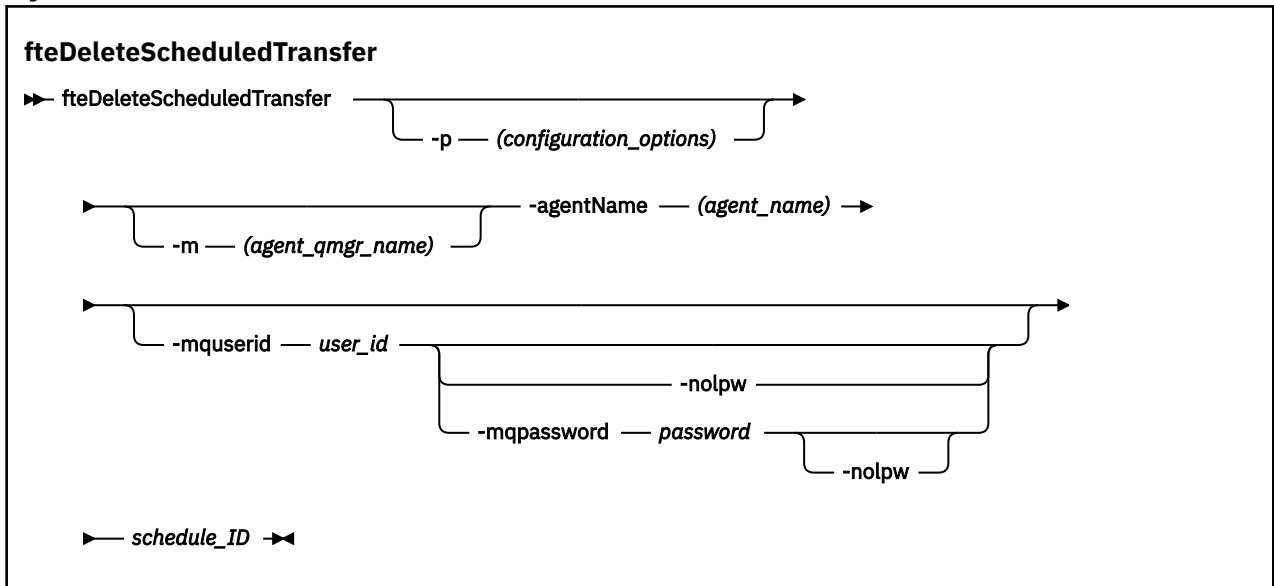 fteDeleteScheduledTransfer
fteDeleteScheduledTransfer
-p (configuration_options)
-agentName (agent_name)
-m (agent_qmgr_name)
-mquserid user_id
-nolpw
-mqpassword password
-nolpw
schedule_ID